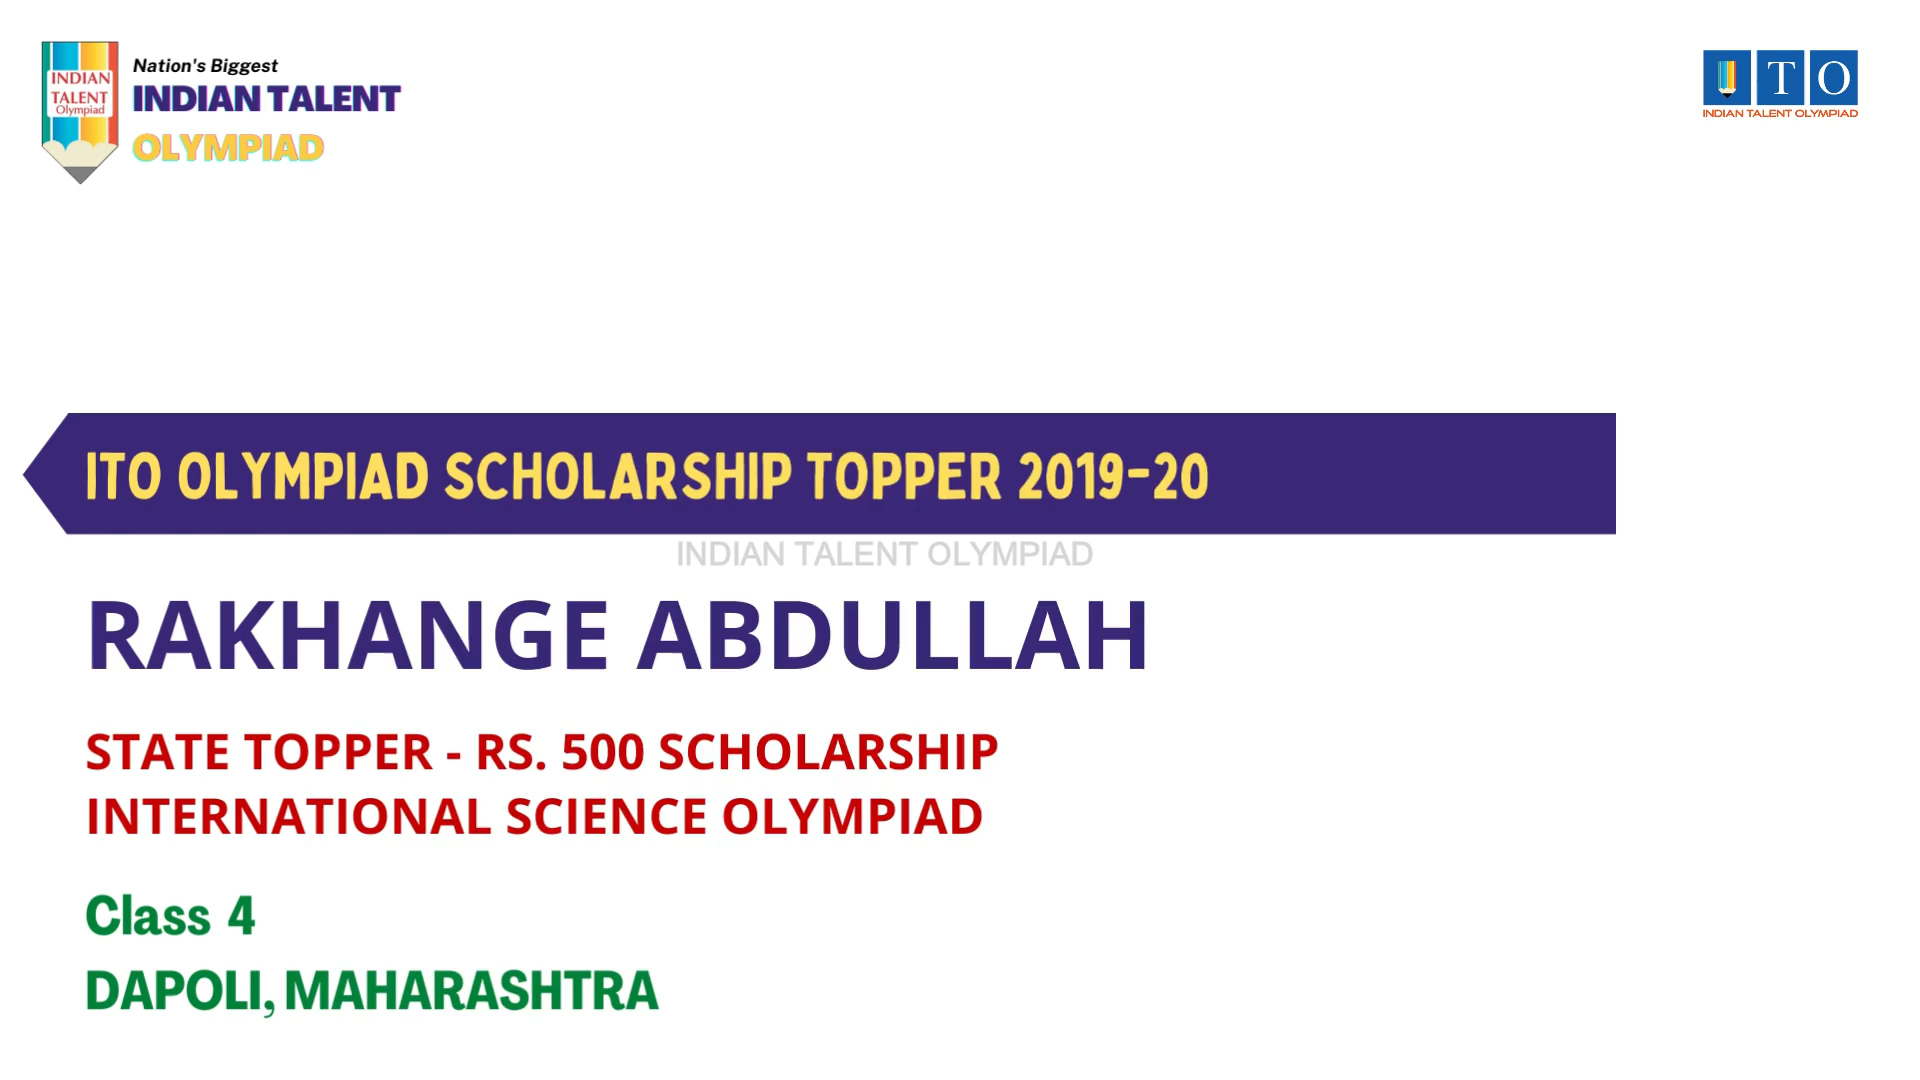 INDIAN
TALENT
Olympiad
Nation's Biggest
INDIAN TALENT
OLYMPIAD
T O
INDIAN TALENT OLYMPIAD
ITO OLYMPIAD SCHOLARSHIP TOPPER 2019-20
INDIAN TALENT OLYMPIAD
RAKHANGE ABDULLAH
STATE TOPPER - RS. 500 SCHOLARSHIP
INTERNATIONAL SCIENCE OLYMPIAD
Class 4
DAPOLI, MAHARASHTRA